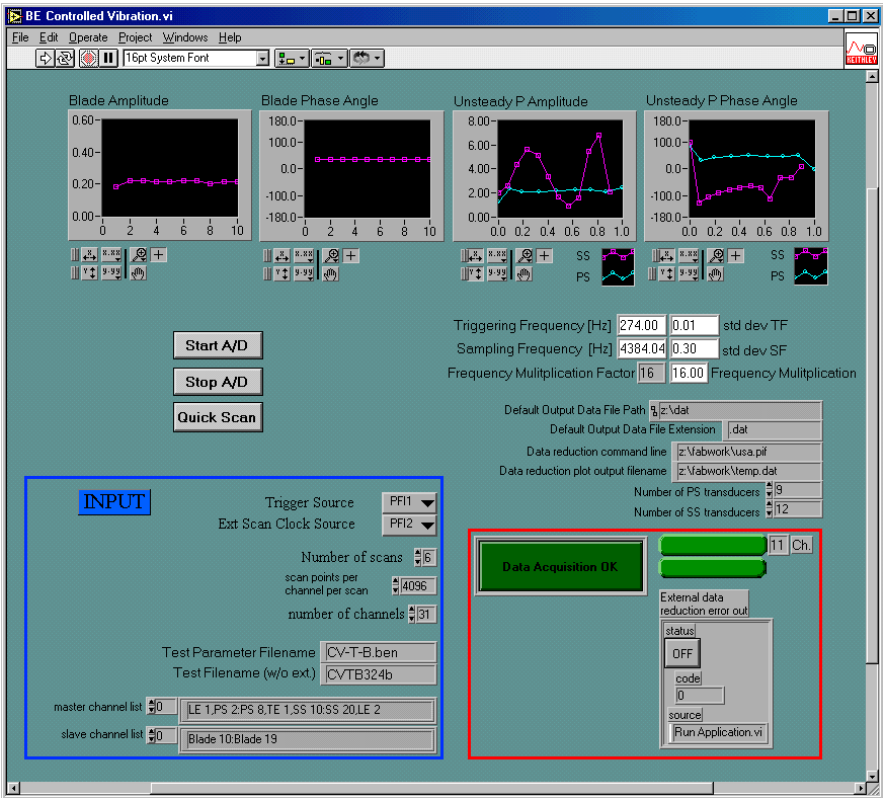 BE Controlled Vibration.vi
File Edit Operate Project Windows Help
16pt System Font
KEITHLEY
Blade Amplitude
0.60-
0.40-
0.20-
0.00-
0 2 4 6 8 10
Blade Phase Angle
180.0-
100.0-
0.0-
-100.0-
-180.0-
0 2 4 6 8 10
Unsteady P Amplitude
8.00-
6.00-
4.00-
2.00-
0.00-
0.0 0.2 0.4 0.6 0.8 1.0
Unsteady P Phase Angle
180.0-
100.0-
0.0-
-100.0-
-180.0-
0.0 0.2 0.4 0.6 0.8 1.0
X X.XX
Y Y.YY
X X.XX
Y Y.YY
X X.XX
Y Y.YY
SS
PS
X X.XX
Y Y.YY
SS
PS
Start A/D
Stop A/D
Quick Scan
Triggering Frequency [Hz] 274.00 0.01 std dev TF
Sampling Frequency [Hz] 4384.04 0.30 std dev SF
Frequency Mulitplication Factor 16 16.00 Frequency Mulitplication
Default Output Data File Path z:\dat
Default Output Data File Extension .dat
Data reduction command line z:\fabwork\usa.pif
Data reduction plot output filename z:\fabwork\temp.dat
Number of PS transducers 9
Number of SS transducers 12
INPUT
Trigger Source PFI1
Ext Scan Clock Source PFI2
Number of scans 6
scan points per
channel per scan 4096
number of channels 31
Test Parameter Filename CV-T-B.ben
Test Filename (w/o ext.) CVTB324b
master channel list 0 LE 1,PS 2:PS 8,TE 1,SS 10:SS 20,LE 2
slave channel list 0 Blade 10:Blade 19
Data Acquisition OK
11 Ch.
External data
reduction error out
status
OFF
code
0
source
Run Application.vi